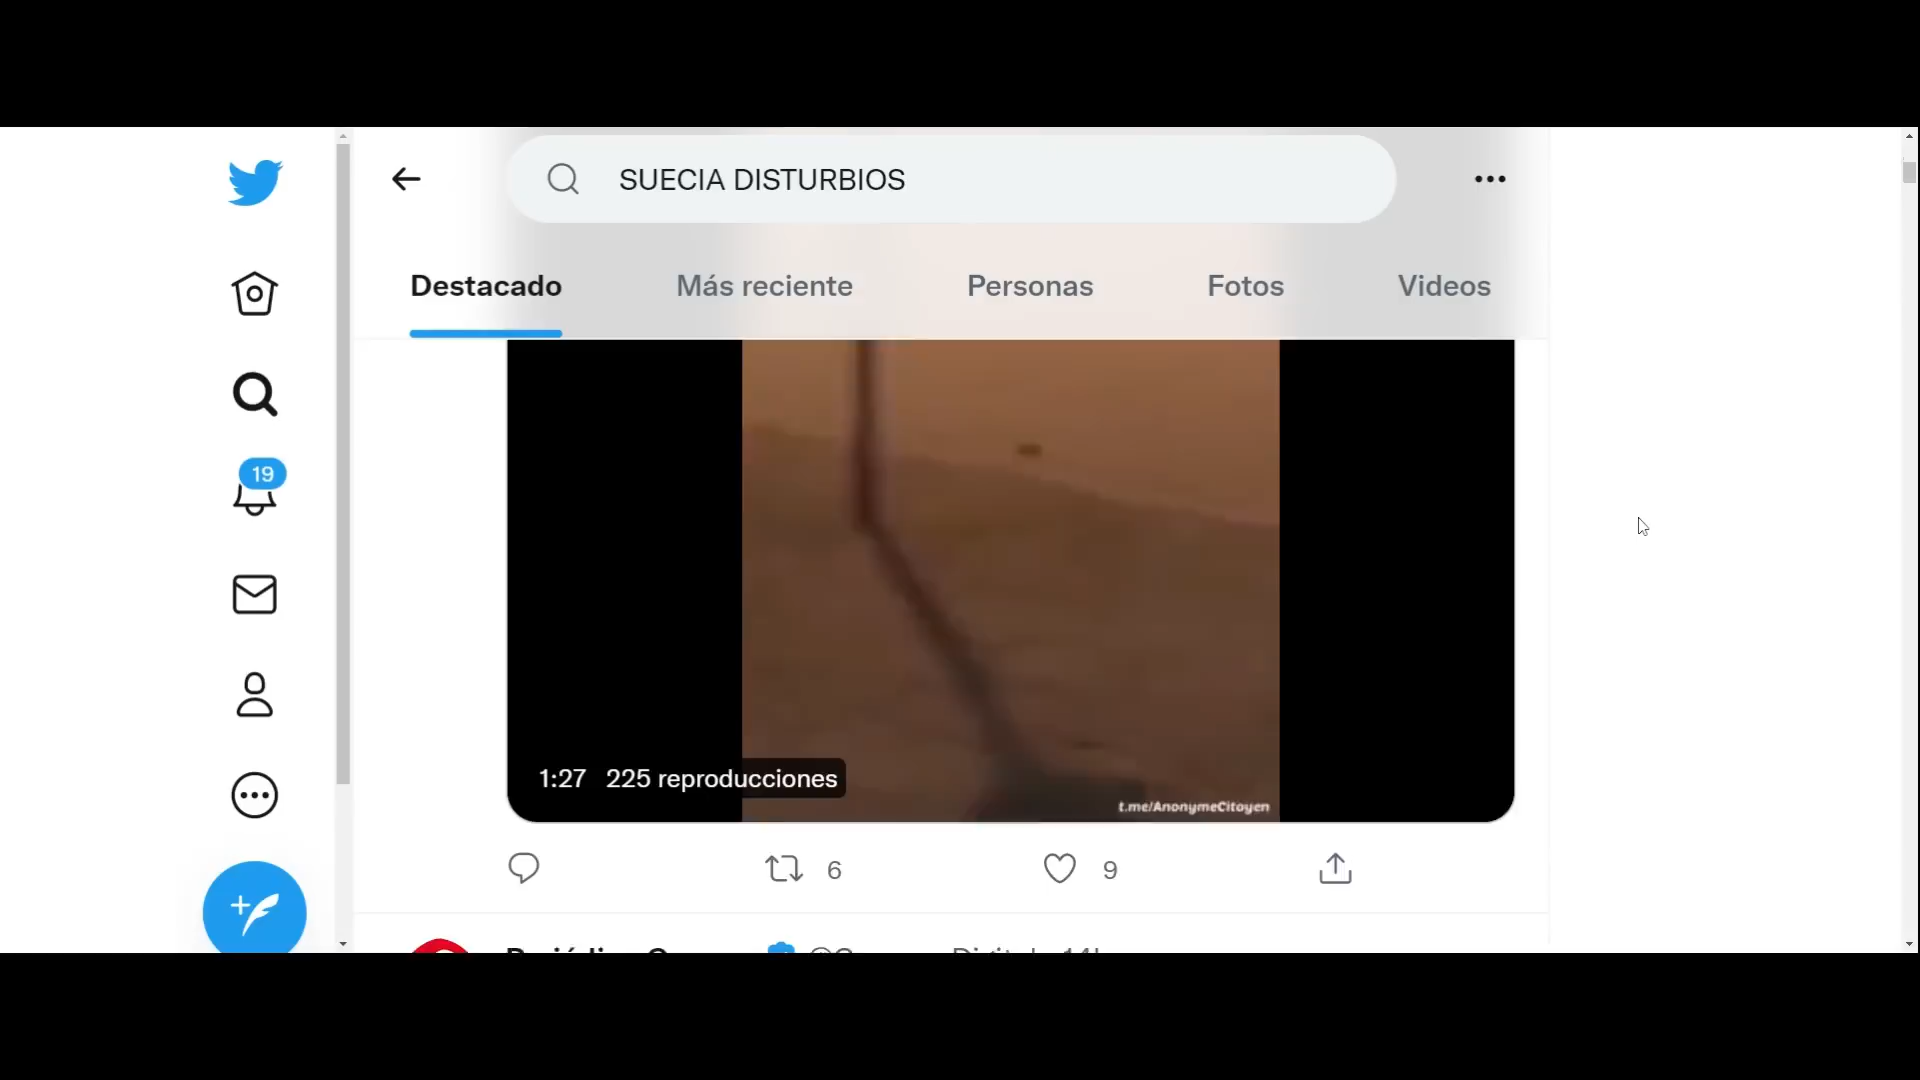 SUECIA DISTURBIOS
Destacado
Más reciente
Personas
Fotos
Videos
19
1:27 225 reproducciones
t.me/AnonymeCitoyen
6
9